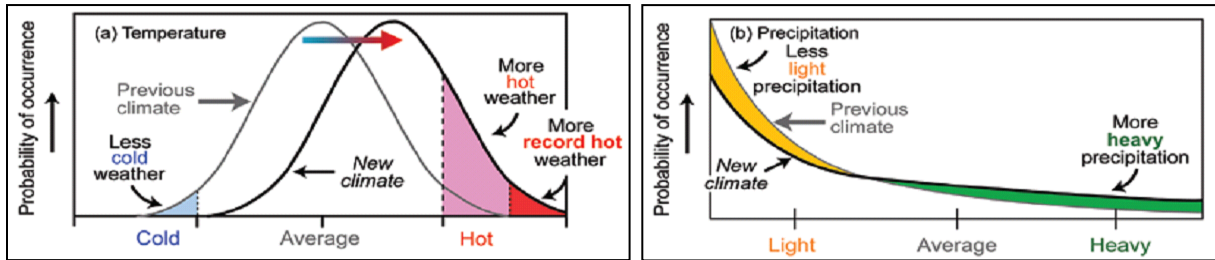 Probability of occurrence
(a) Temperature
Previous
climate
Less
cold
weather
New
climate
More
hot
weather
More
record hot
weather
Cold
Average
Hot
Probability of occurrence
(b) Precipitation
Less
light
precipitation
Previous
climate
New
climate
More
heavy
precipitation
Light
Average
Heavy